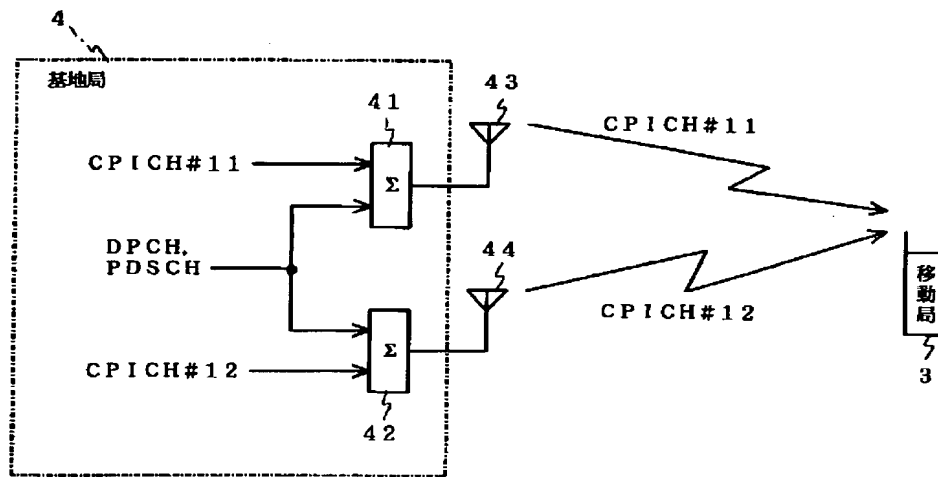 4
基地局
41
43
CPICH#11
CPICH#11
Σ
DPCH,
PDSCH
44
移動局
CPICH#12
Σ
CPICH#12
3
42